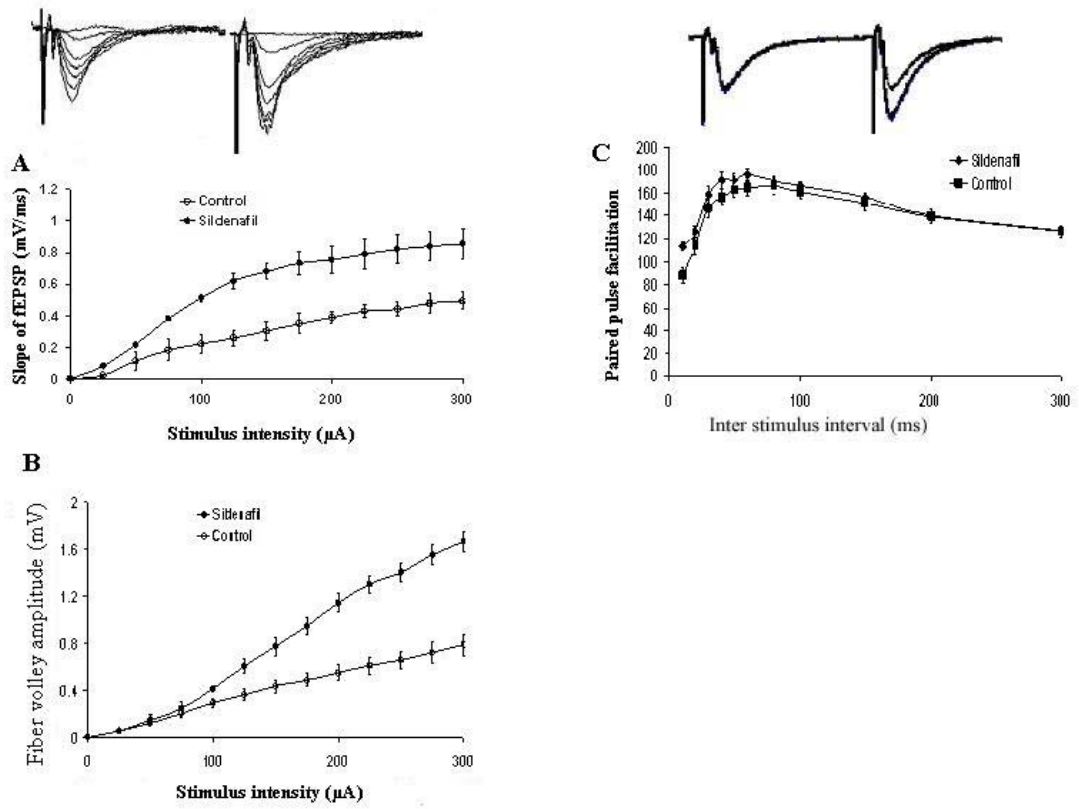 A
Slope of fEPSP (mV/ms)
1.2
1
0.8
0.6
0.4
0.2
0
Control
Sildenafil
0 100 200 300
Stimulus intensity (µA)
B
Fiber wolley amplitude (mV)
2
1.6
1.2
0.8
0.4
0
Sildenafil
Control
0 100 200 300
Stimulus intensity (µA)
C
Paired pulse facilitation
200
180
160
140
120
100
80
60
40
20
0
Sildenafil
Control
0 100 200 300
Inter stimulus interval (ms)